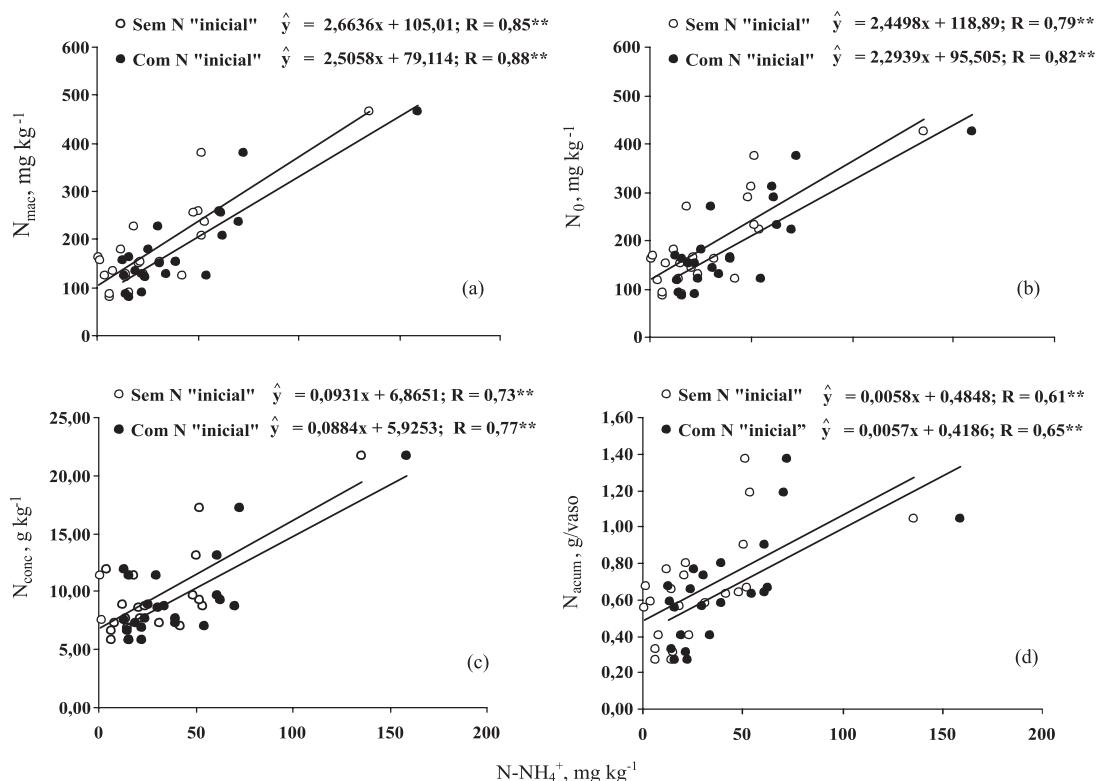 Sem N "inicial" ŷ = 2,6636x + 105,01; R = 0,85**
Com N "inicial" ŷ = 2,5058x + 79,114; R = 0,88**
600
500
400
300
200
100
0
N_mac, mg kg⁻¹
(a)
Sem N "inicial" ŷ = 2,4498x + 118,89; R = 0,79**
Com N "inicial" ŷ = 2,2939x + 95,505; R = 0,82**
600
500
400
300
200
100
0
N_0, mg kg⁻¹
(b)
Sem N "inicial" ŷ = 0,0931x + 6,8651; R = 0,73**
Com N "inicial" ŷ = 0,0884x + 5,9253; R = 0,77**
25,00
20,00
15,00
10,00
5,00
0,00
N_conc, g kg⁻¹
(c)
0 50 100 150 200
Sem N "inicial" ŷ = 0,0058x + 0,4848; R = 0,61**
Com N "inicial” ŷ = 0,0057x + 0,4186; R = 0,65**
1,60
1,40
1,20
1,00
0,80
0,60
0,40
0,20
0,00
N_acum, g/vaso
(d)
0 50 100 150 200
N-NH₄⁺, mg kg⁻¹